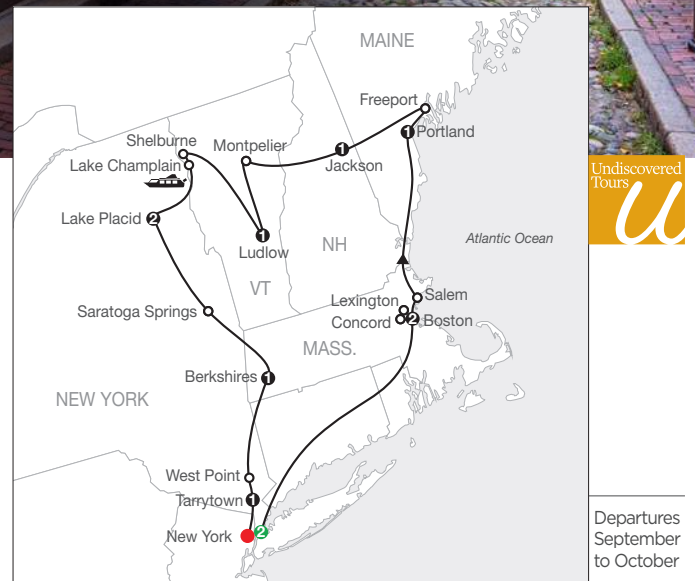 MAINE
Freeport
1 Portland
Shelburne
Montpelier
1
Jackson
Lake Champlain
Lake Placid 2
1
Ludlow
NH
Atlantic Ocean
VT
Saratoga Springs
Lexington
Salem
Concord
2 Boston
MASS.
Berkshires 1
NEW YORK
West Point
Tarrytown 1
New York
2
Undiscovered
Tours
U
Departures
September
to October